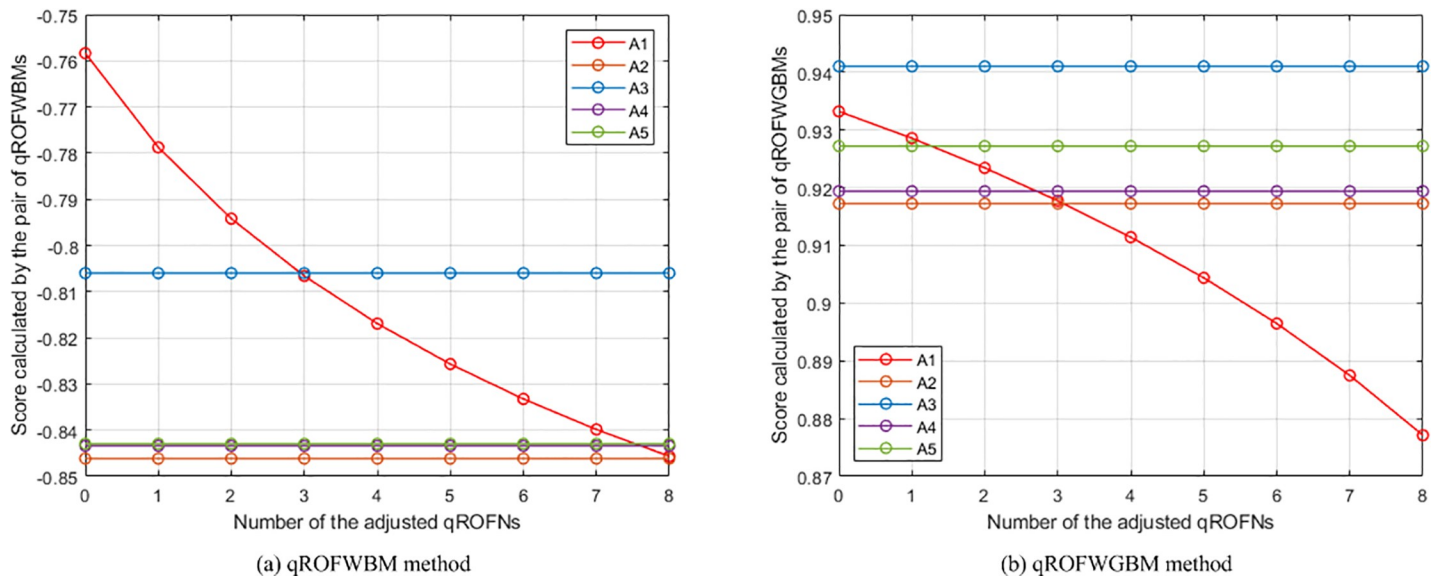 Score calculated by the pair of qROFWBMs
-0.75
-0.76
-0.77
-0.78
-0.79
-0.8
-0.81
-0.82
-0.83
-0.84
-0.85
0 1 2 3 4 5 6 7 8
Number of the adjusted qROFNs
A1
A2
A3
A4
A5
(a) qROFWBM method
Score calculated by the pair of qROFWGBMs
0.95
0.94
0.93
0.92
0.91
0.9
0.89
0.88
0.87
0 1 2 3 4 5 6 7 8
Number of the adjusted qROFNs
A1
A2
A3
A4
A5
(b) qROFWGBM method